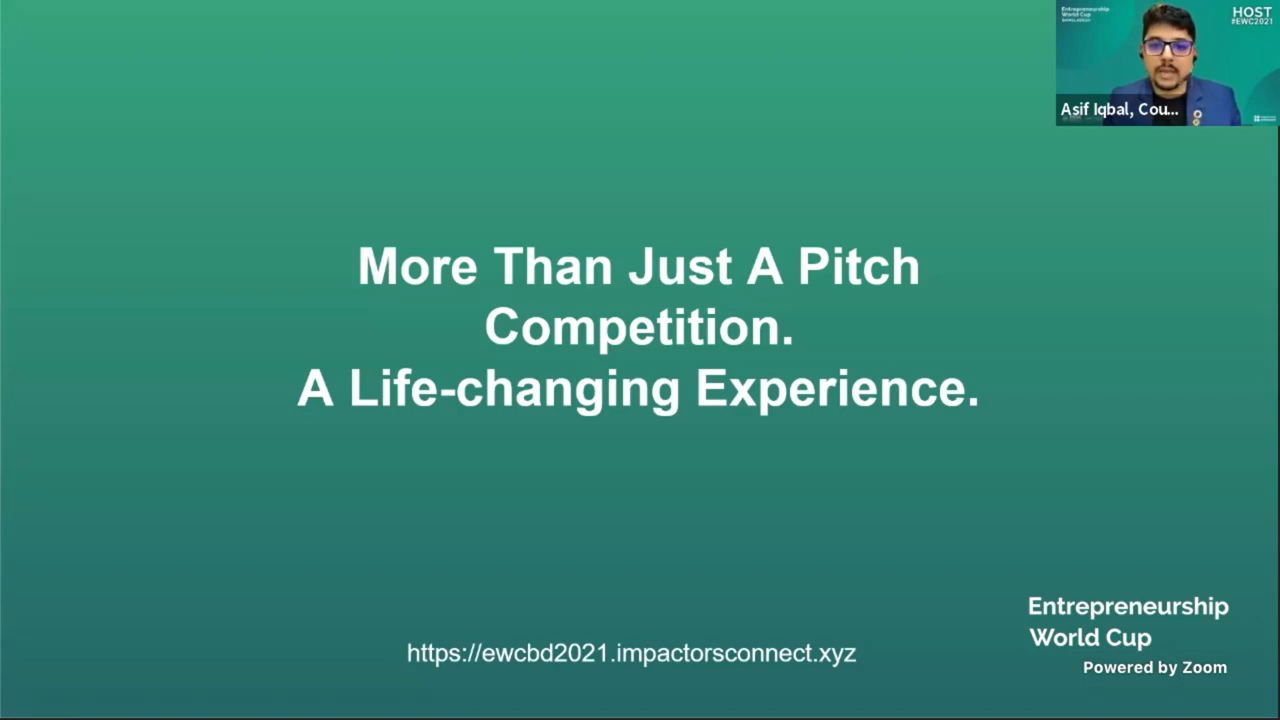 Entrepreneurship
World Cup
BANGLADESH
HOST
#EWC2021
Asif Iqbal, Cou...
More Than Just A Pitch
Competition.
A Life-changing Experience.
https://ewcbd2021.impactorsconnect.xyz
Entrepreneurship
World Cup
Powered by Zoom